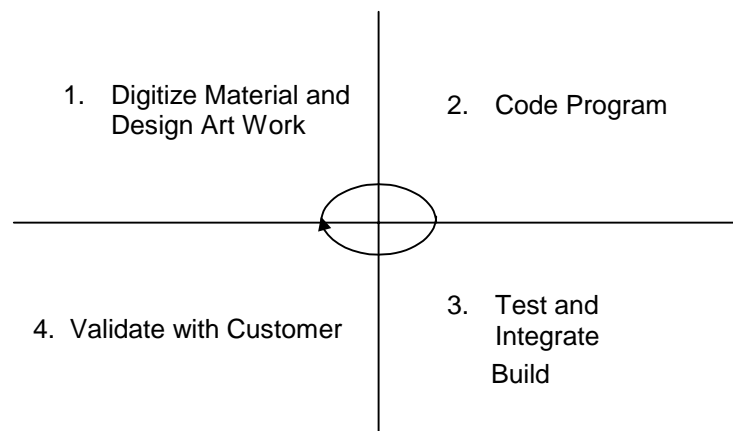 1. Digitize Material and
Design Art Work
2. Code Program
3. Test and
Integrate
Build
4. Validate with Customer